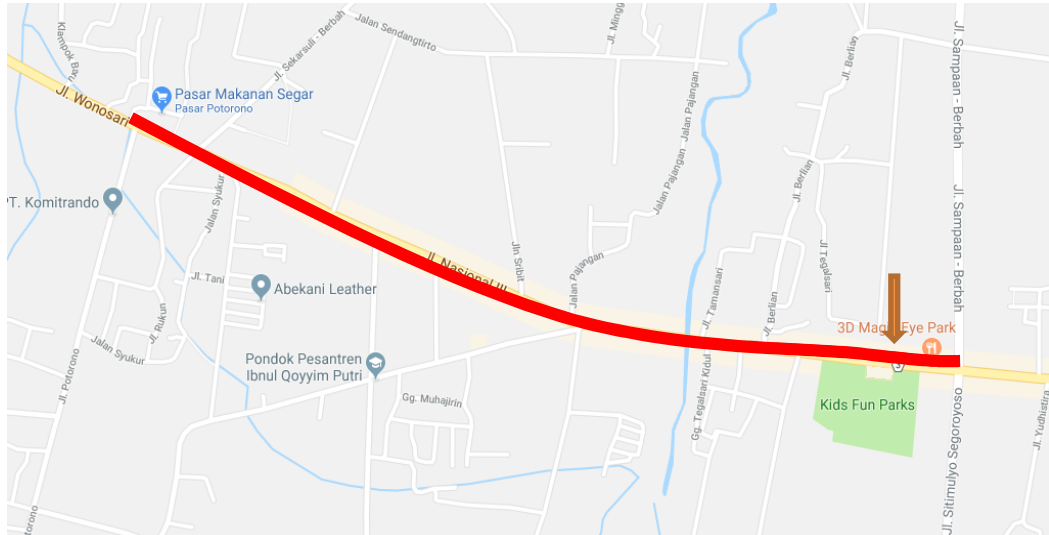 Klampok Baru
Jl. Sekarsuli - Berbah
Jalan Sendangtirto
Jl. Mingg
Jl. Sampaan - Berbah
Jl. Wonosari
Pasar Makanan Segar
Pasar Potorono
Jl. Berlian
Jalan Pajangan - Jalan Pajangan
PT. Komitrando
Jalan Syukur
Jl. Berlian
Jl. Sampaan - Berbah
Jl. Tani
Abekani Leather
Jl. Nasional III
Jln Sribit
Jalan Pajangan
Jl. Tamansari
Jl. Berlian
Jl Tegalsari
Jl. Rukun
Jalan Syukur
Jl. Potorono
Pondok Pesantren
Ibnul Qoyyim Putri
3D Magic Eye Park
Kids Fun Parks
Gg. Muhajirin
Gg. Tegalsari Kidul
Jl. Sitimulyo Segoroyoso
Jl. Yudhistira
orono